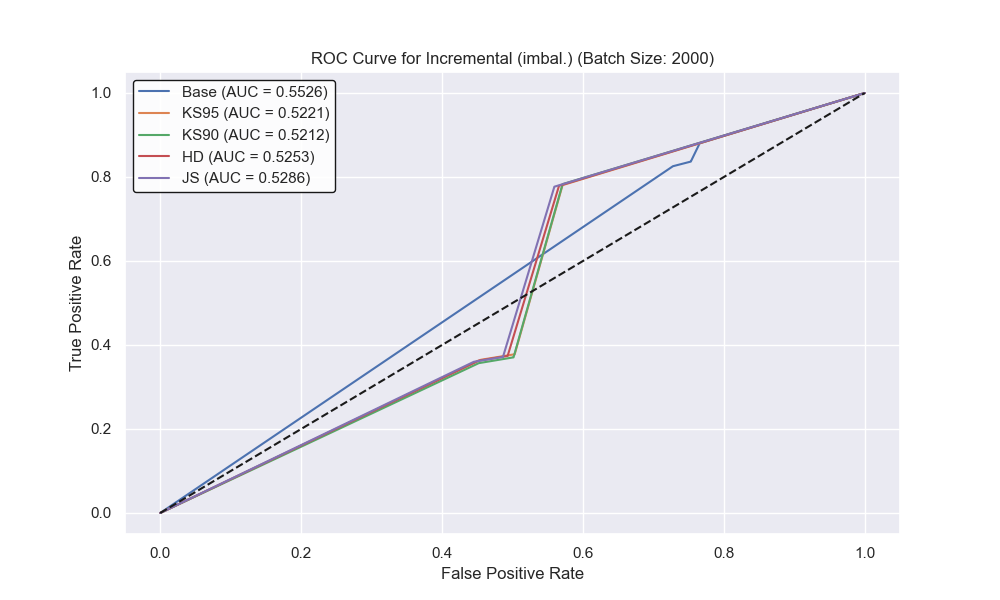 ROC Curve for Incremental (imbal.) (Batch Size: 2000)
Base (AUC = 0.5526)
KS95 (AUC = 0.5221)
KS90 (AUC = 0.5212)
HD (AUC = 0.5253)
JS (AUC = 0.5286)
True Positive Rate
1.0
0.8
0.6
0.4
0.2
0.0
0.0 0.2 0.4 0.6 0.8 1.0
False Positive Rate